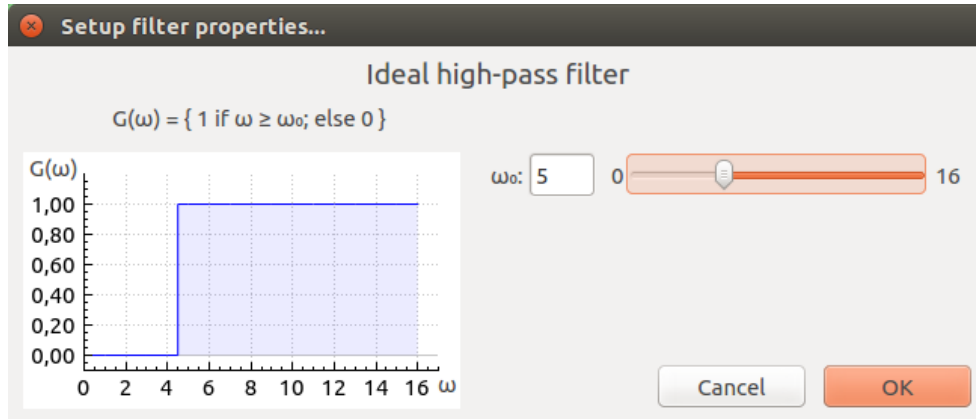 Setup filter properties...
Ideal high-pass filter
G(ω) = { 1 if ω ≥ ω₀; else 0 }
G(ω)
1,00
0,80
0,60
0,40
0,20
0,00
0 2 4 6 8 10 12 14 16 ω
ω₀: 5 0 16
Cancel OK